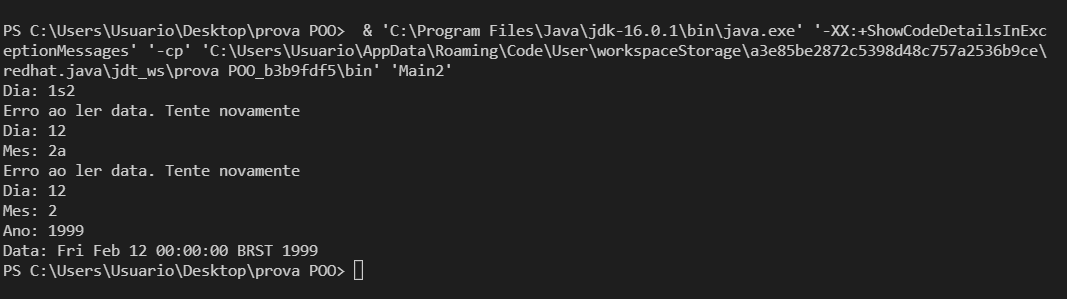 PS C:\Users\Usuario\Desktop\prova POO>  & 'C:\Program Files\Java\jdk-16.0.1\bin\java.exe' '-XX:+ShowCodeDetailsInExc
eptionMessages' '-cp' 'C:\Users\Usuario\AppData\Roaming\Code\User\workspaceStorage\a3e85be2872c5398d48c757a2536b9ce\
redhat.java\jdt_ws\prova POO_b3b9fdf5\bin' 'Main2'
Dia: 1s2
Erro ao ler data. Tente novamente
Dia: 12
Mes: 2a
Erro ao ler data. Tente novamente
Dia: 12
Mes: 2
Ano: 1999
Data: Fri Feb 12 00:00:00 BRST 1999
PS C:\Users\Usuario\Desktop\prova POO>